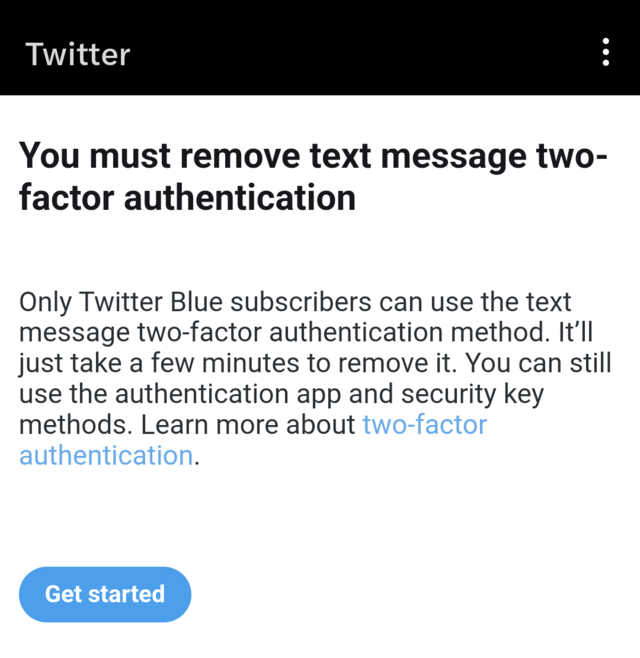 Twitter
You must remove text message two-
factor authentication
Only Twitter Blue subscribers can use the text
message two-factor authentication method. It’ll
just take a few minutes to remove it. You can still
use the authentication app and security key
methods. Learn more about two-factor
authentication.
Get started